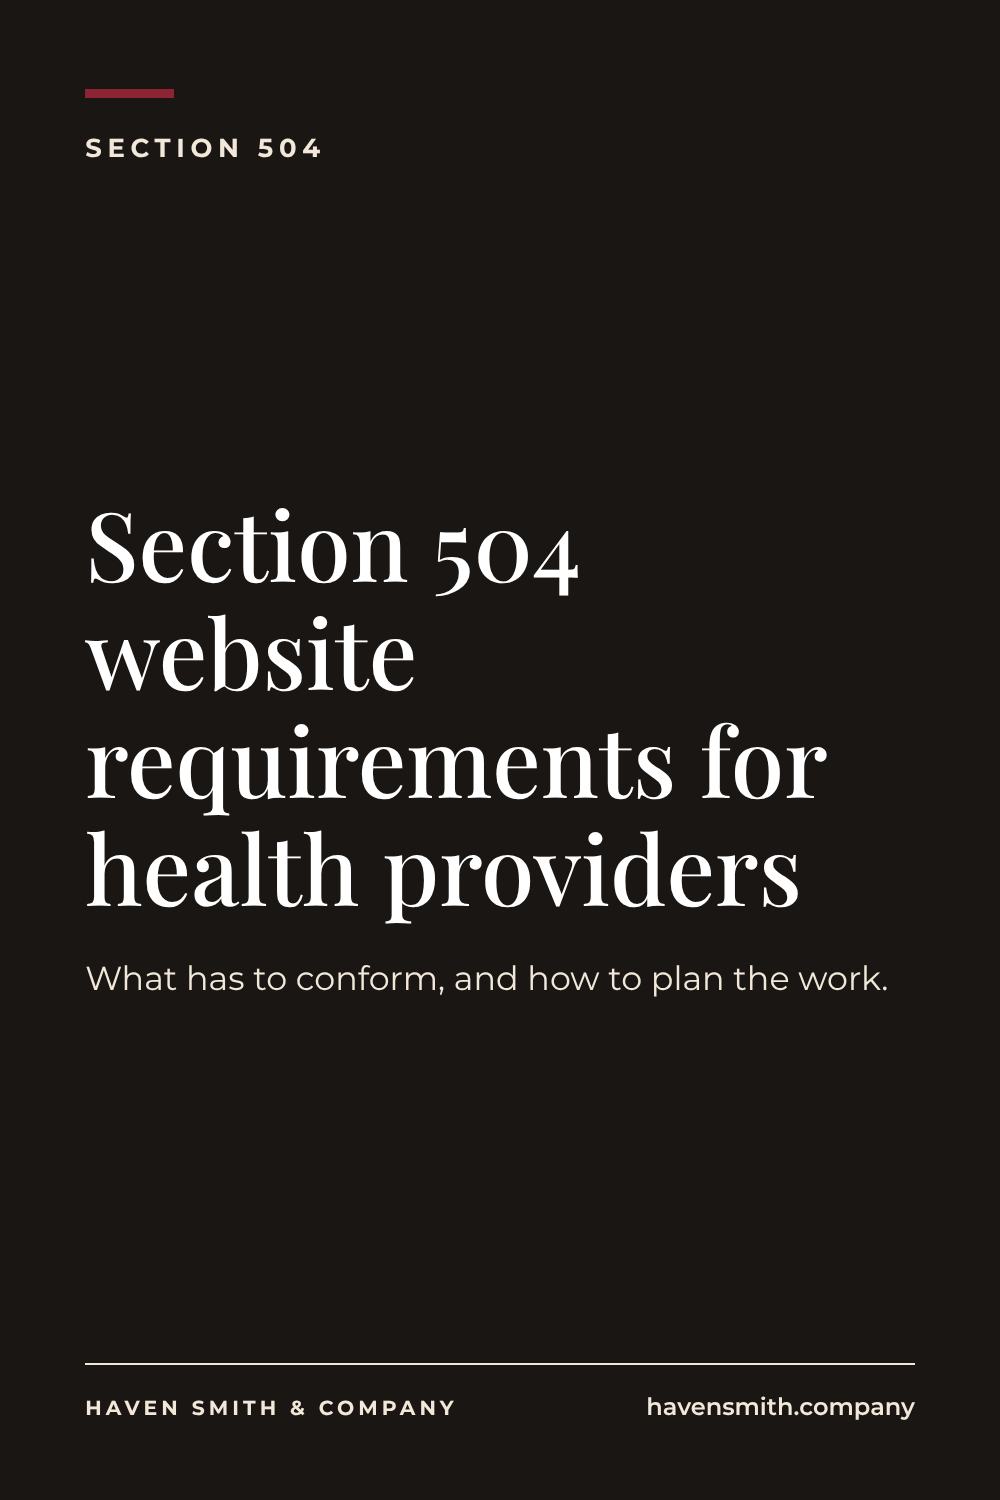 SECTION 504
Section 504
website
requirements for
health providers
What has to conform, and how to plan the work.
HAVEN SMITH & COMPANY
havensmith.company